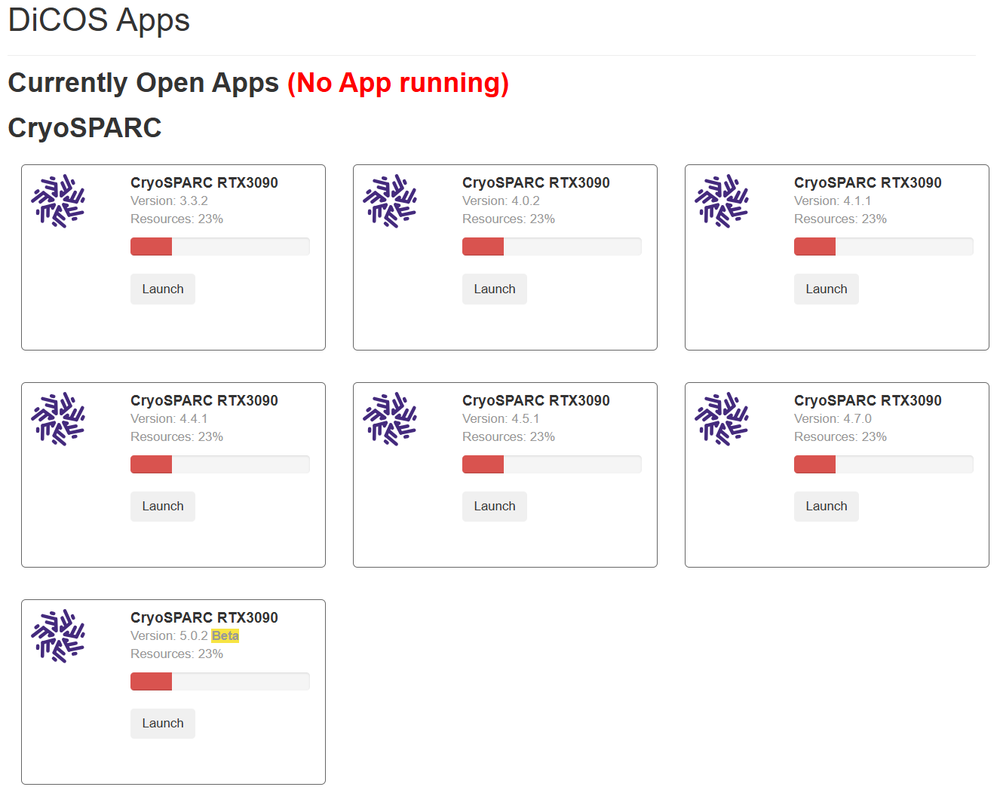 DiCOS Apps
Currently Open Apps (No App running)
CryoSPARC
CryoSPARC RTX3090
Version: 3.3.2
Resources: 23%
Launch
CryoSPARC RTX3090
Version: 4.0.2
Resources: 23%
Launch
CryoSPARC RTX3090
Version: 4.1.1
Resources: 23%
Launch
CryoSPARC RTX3090
Version: 4.4.1
Resources: 23%
Launch
CryoSPARC RTX3090
Version: 4.5.1
Resources: 23%
Launch
CryoSPARC RTX3090
Version: 4.7.0
Resources: 23%
Launch
CryoSPARC RTX3090
Version: 5.0.2 Beta
Resources: 23%
Launch